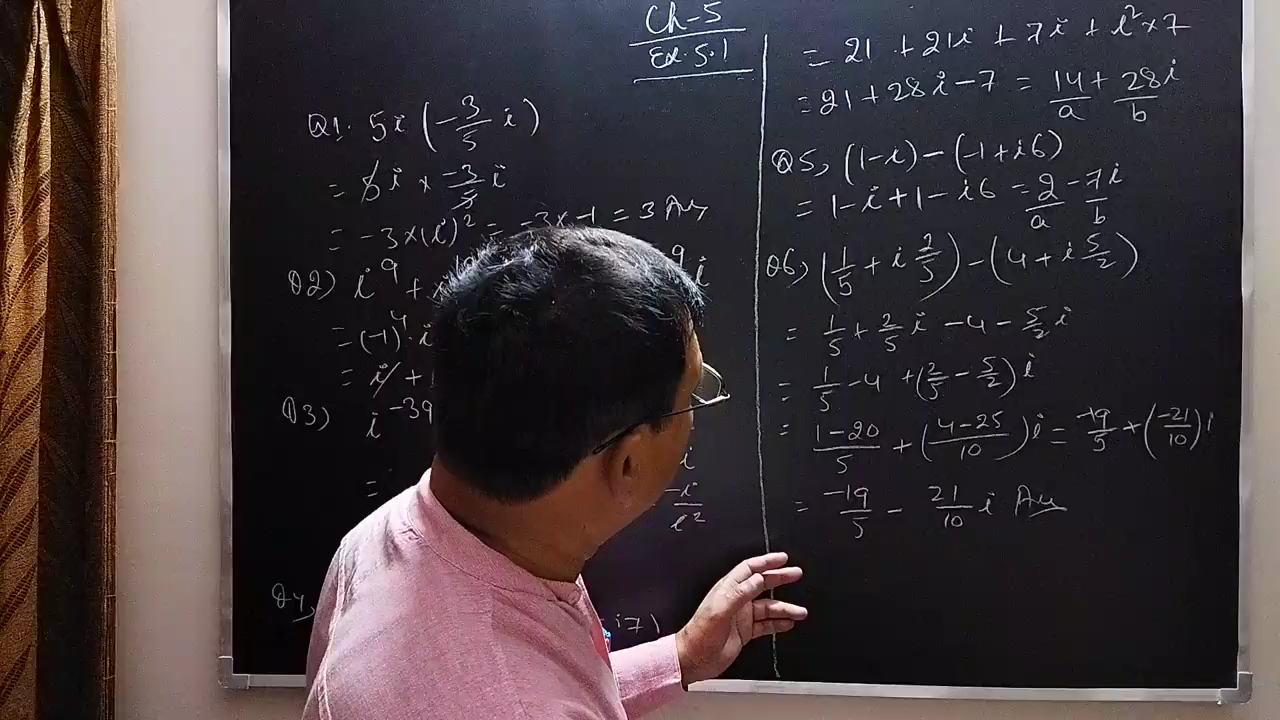 Ch-5
Ex. 5.1
Q1. 5i (-3/5 i)
= 5i × -3/5 i
= -3×(i)² = -3×-1 = 3 Ans
Q2) i⁹ +
= (-1)⁴ . i
= i +
Q3) i⁻³⁹
=
-i/i²
Q4,
i7)
= 21 + 21i + 7i + i²×7
= 21 + 28i - 7 = 14 + 28i
a b
Q5, (1-i) - (-1+i6)
= 1-i+1-i6 = 2 - 7i
a b
Q6, (1/5 + i 2/5) - (4 + i 5/2)
= 1/5 + 2/5 i - 4 - 5/2 i
= 1/5 - 4 + (2/5 - 5/2) i
= 1-20/5 + (4-25/10) i = -19/5 + (-21/10) i
= -19/5 - 21/10 i Ans